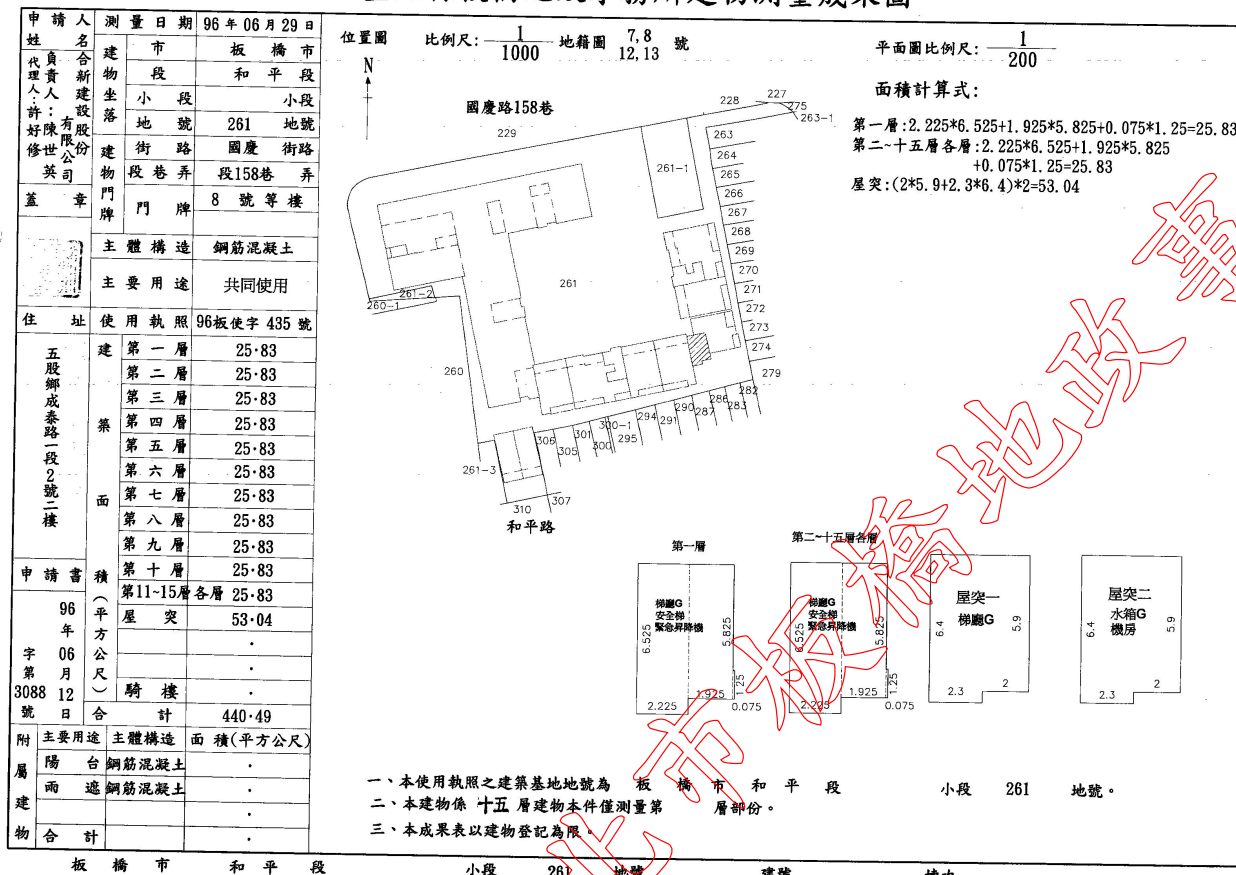 申請人姓名
合新建設股份有限公司
負責人：陳世英
代理人：許好修
蓋章
測量日期 96年06月29日
建物坐落
市 板橋市
段 和平段
小段 小段
地號 261 地號
建物門牌
街路 國慶 街路
段巷弄 段158巷 弄
門牌 8 號等樓
主體構造 鋼筋混凝土
主要用途 共同使用
住址 使用執照 96板使字 435 號
五股鄉成泰路一段2號二樓
建築面積（平方公尺）
第一層 25·83
第二層 25·83
第三層 25·83
第四層 25·83
第五層 25·83
第六層 25·83
第七層 25·83
第八層 25·83
第九層 25·83
第十層 25·83
第11~15層各層 25·83
屋突 53·04
騎樓
合計 440·49
申請書
96年06月12日
字第3088號
附屬建物
主要用途 主體構造 面積(平方公尺)
陽台 鋼筋混凝土
雨遮 鋼筋混凝土
合計
位置圖 比例尺: 1/1000 地籍圖 7,8 12,13 號
平面圖比例尺: 1/200
N
面積計算式:
第一層:2.225*6.525+1.925*5.825+0.075*1.25=25.83
第二~十五層各層:2.225*6.525+1.925*5.825
+0.075*1.25=25.83
屋突:(2*5.9+2.3*6.4)*2=53.04
國慶路158巷
229
228
227
275
263-1
263
264
265
266
267
268
269
270
271
272
273
274
279
261-1
261
261-2
260-1
260
282
283
286
287
290
291
294
295
300-1
300
301
305
306
261-3
310
307
和平路
第一層
梯廳G
安全梯
緊急昇降機
6.525
5.825
1.925
1.25
2.225
0.075
第二~十五層各層
梯廳G
安全梯
緊急昇降機
6.525
5.825
1.925
1.25
2.225
0.075
屋突一
梯廳G
6.4
5.9
2.3
2
屋突二
水箱G
機房
6.4
5.9
2.3
2
一、本使用執照之建築基地地號為 板橋市 和平段 小段 261 地號。
二、本建物係 十五 層建物本件僅測量第 層部份。
三、本成果表以建物登記為限。
板橋市 和平段 小段 261 地號 建號
北市板橋地政事